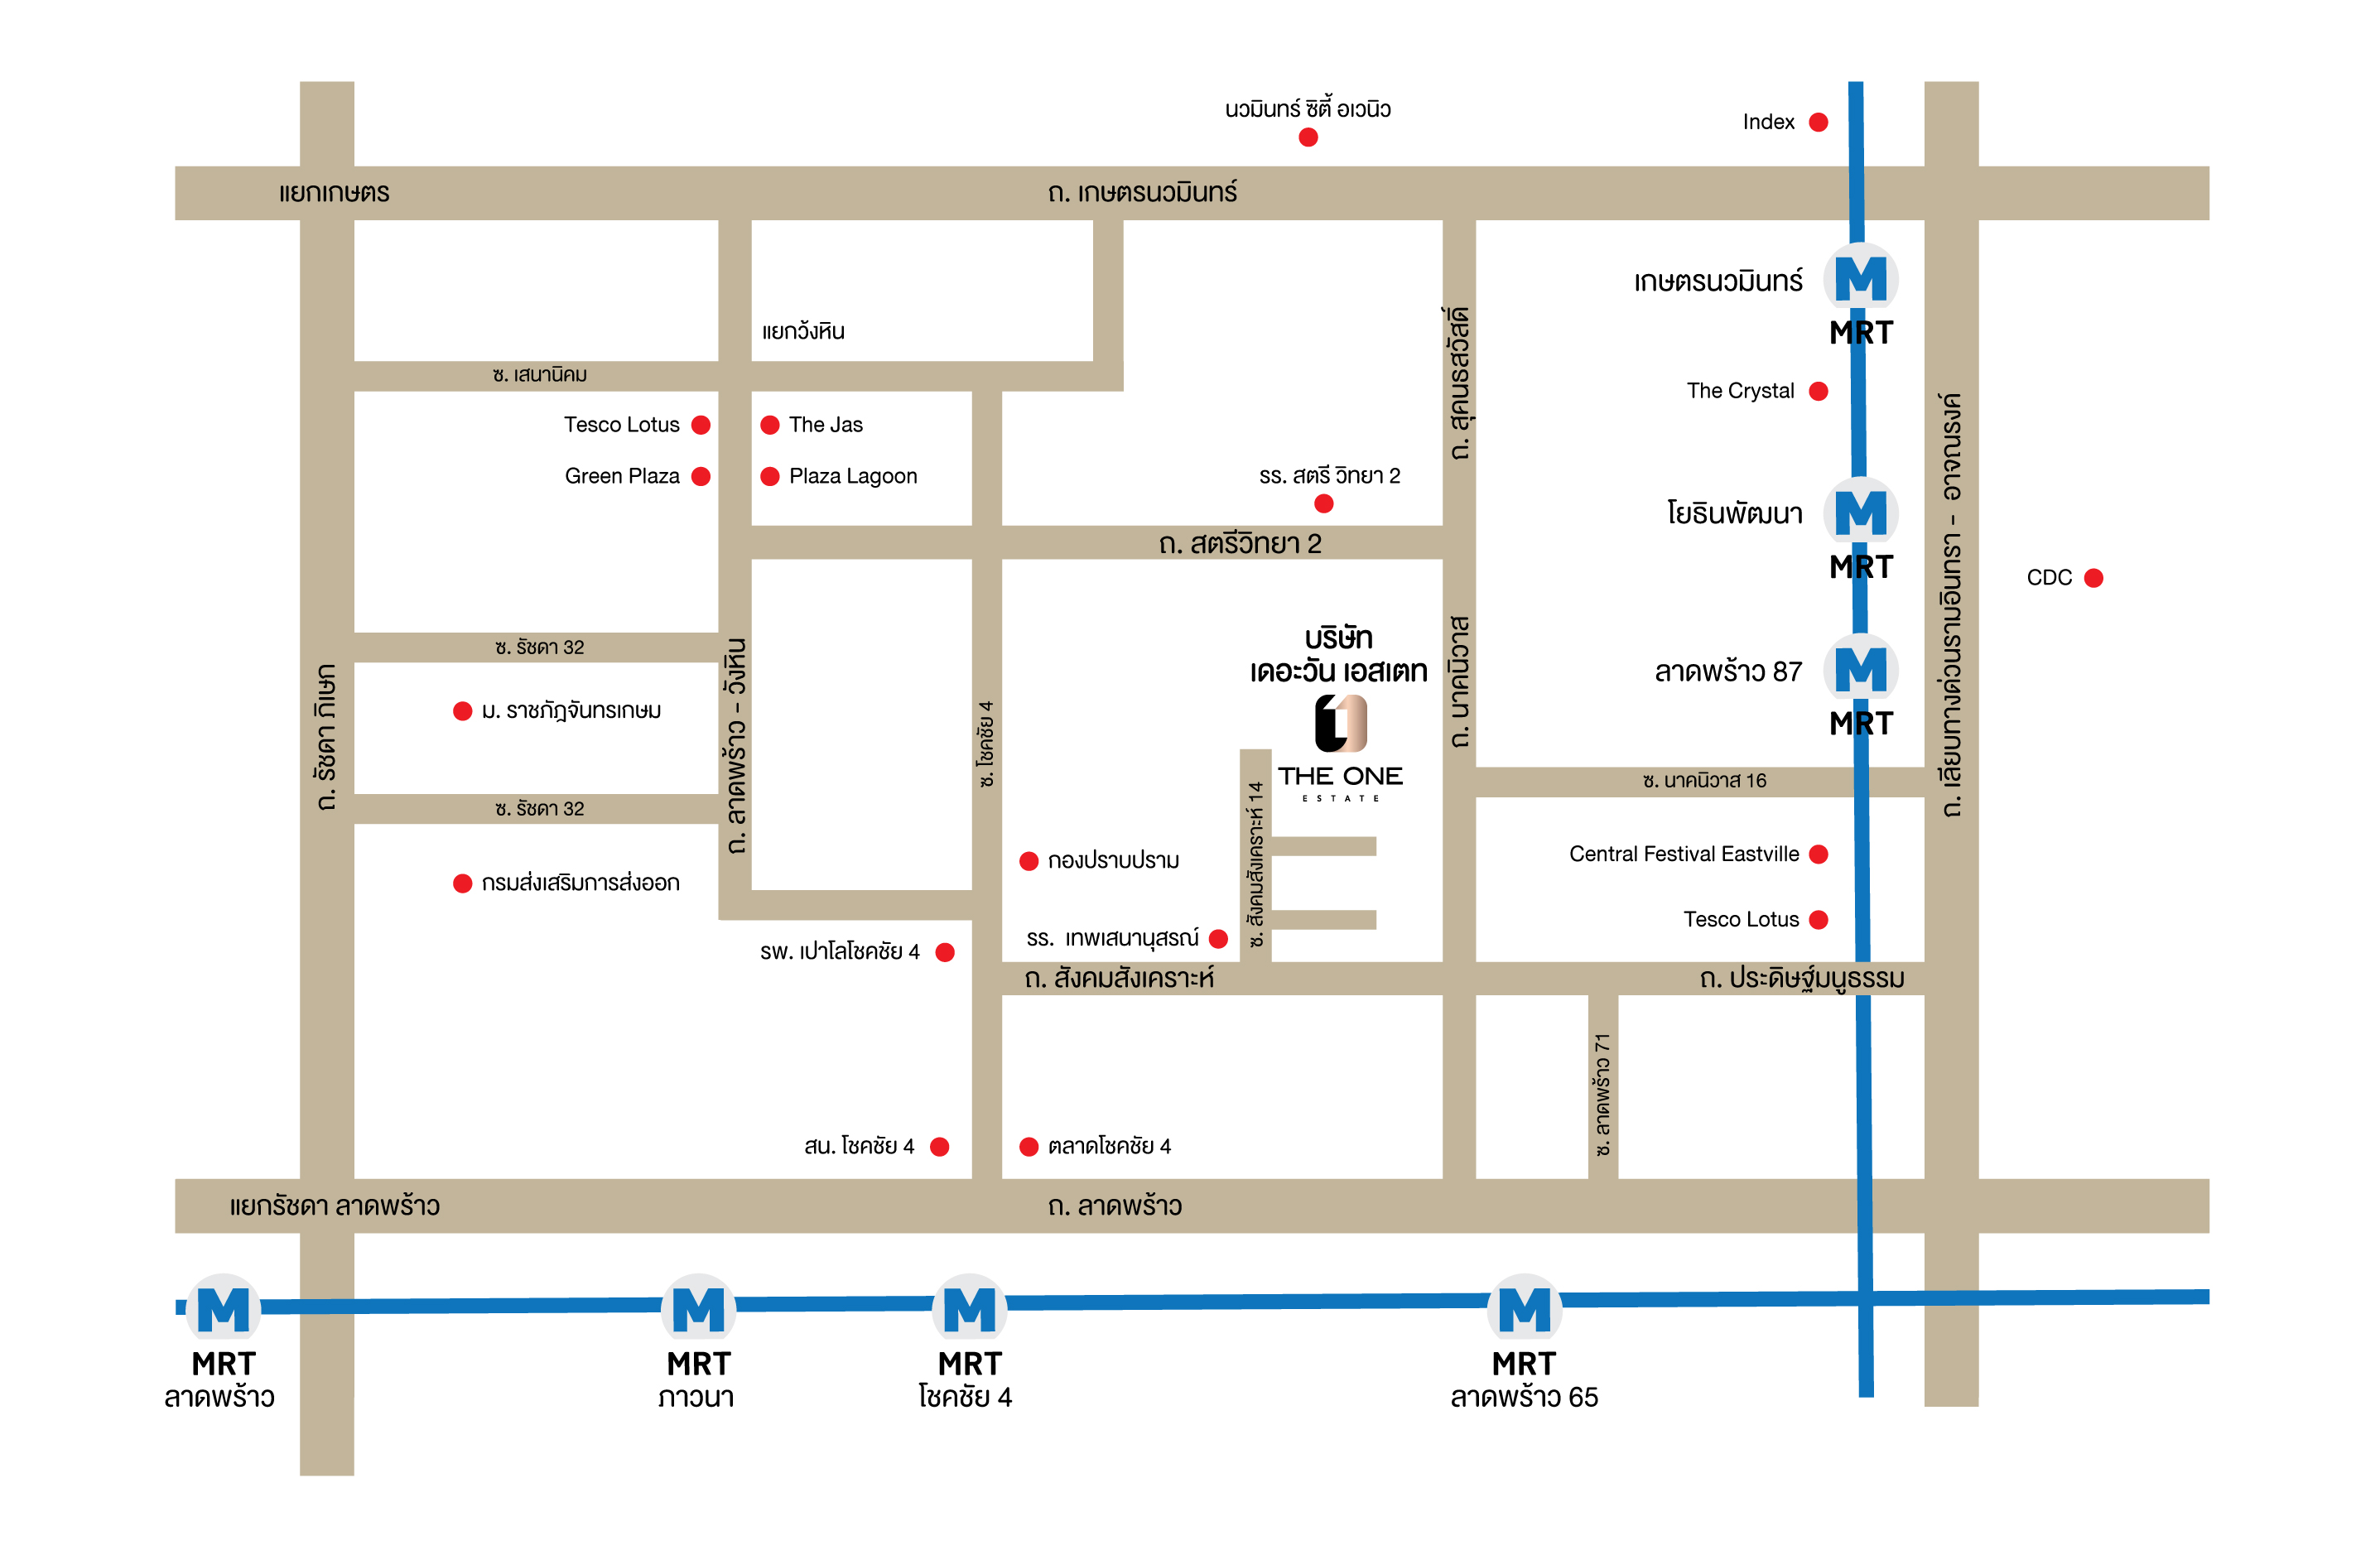 นวมินทร์ ซิตี้ อเวนิว
Index
แยกเกษตร
ถ. เกษตรนวมินทร์
เกษตรนวมินทร์
MRT
แยกวังหิน
ถ. สุคนธสวัสดิ์
ซ. เสนานิคม
The Crystal
Tesco Lotus
The Jas
Green Plaza
Plaza Lagoon
รร. สตรี วิทยา 2
โยธินพัฒนา
MRT
ถ. สตรีวิทยา 2
CDC
ถ. เลียบทางด่วนรามอินทรา - อาจณรงค์
บริษัท
เดอะวัน เอสเตท
THE ONE
ESTATE
ถ. นาคนิวาส
ลาดพร้าว 87
MRT
ซ. รัชดา 32
ถ. รัชดา ภิเษก
ม. ราชภัฏจันทรเกษม
ถ. ลาดพร้าว - วังหิน
ซ. โชคชัย 4
ซ. นาคนิวาส 16
ซ. รัชดา 32
ซ. สังคมสังเคราะห์ 14
กองปราบปราม
Central Festival Eastville
กรมส่งเสริมการส่งออก
Tesco Lotus
รร. เทพเสนานุสรณ์
รพ. เปาโลโชคชัย 4
ถ. สังคมสังเคราะห์
ถ. ประดิษฐ์มนูธรรม
ซ. ลาดพร้าว 71
สน. โชคชัย 4
ตลาดโชคชัย 4
แยกรัชดา ลาดพร้าว
ถ. ลาดพร้าว
MRT
ลาดพร้าว
MRT
ภาวนา
MRT
โชคชัย 4
MRT
ลาดพร้าว 65